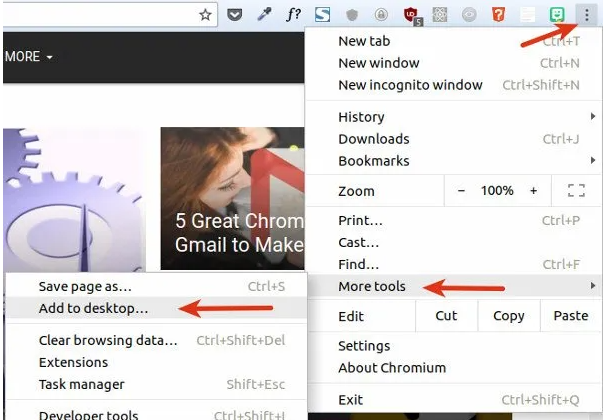 f?
S
UD
5
MORE
New tab Ctrl+T
New window Ctrl+N
New incognito window Ctrl+Shift+N
History
Downloads Ctrl+J
Bookmarks
Zoom − 100% +
Print... Ctrl+P
Cast...
Find... Ctrl+F
More tools
Edit Cut Copy Paste
Settings
About Chromium
Exit Ctrl+Shift+Q
5 Great Chrom
Gmail to Make
Save page as... Ctrl+S
Add to desktop...
Clear browsing data... Ctrl+Shift+Del
Extensions
Task manager Shift+Esc
Developer tools Ctrl+Shift+I